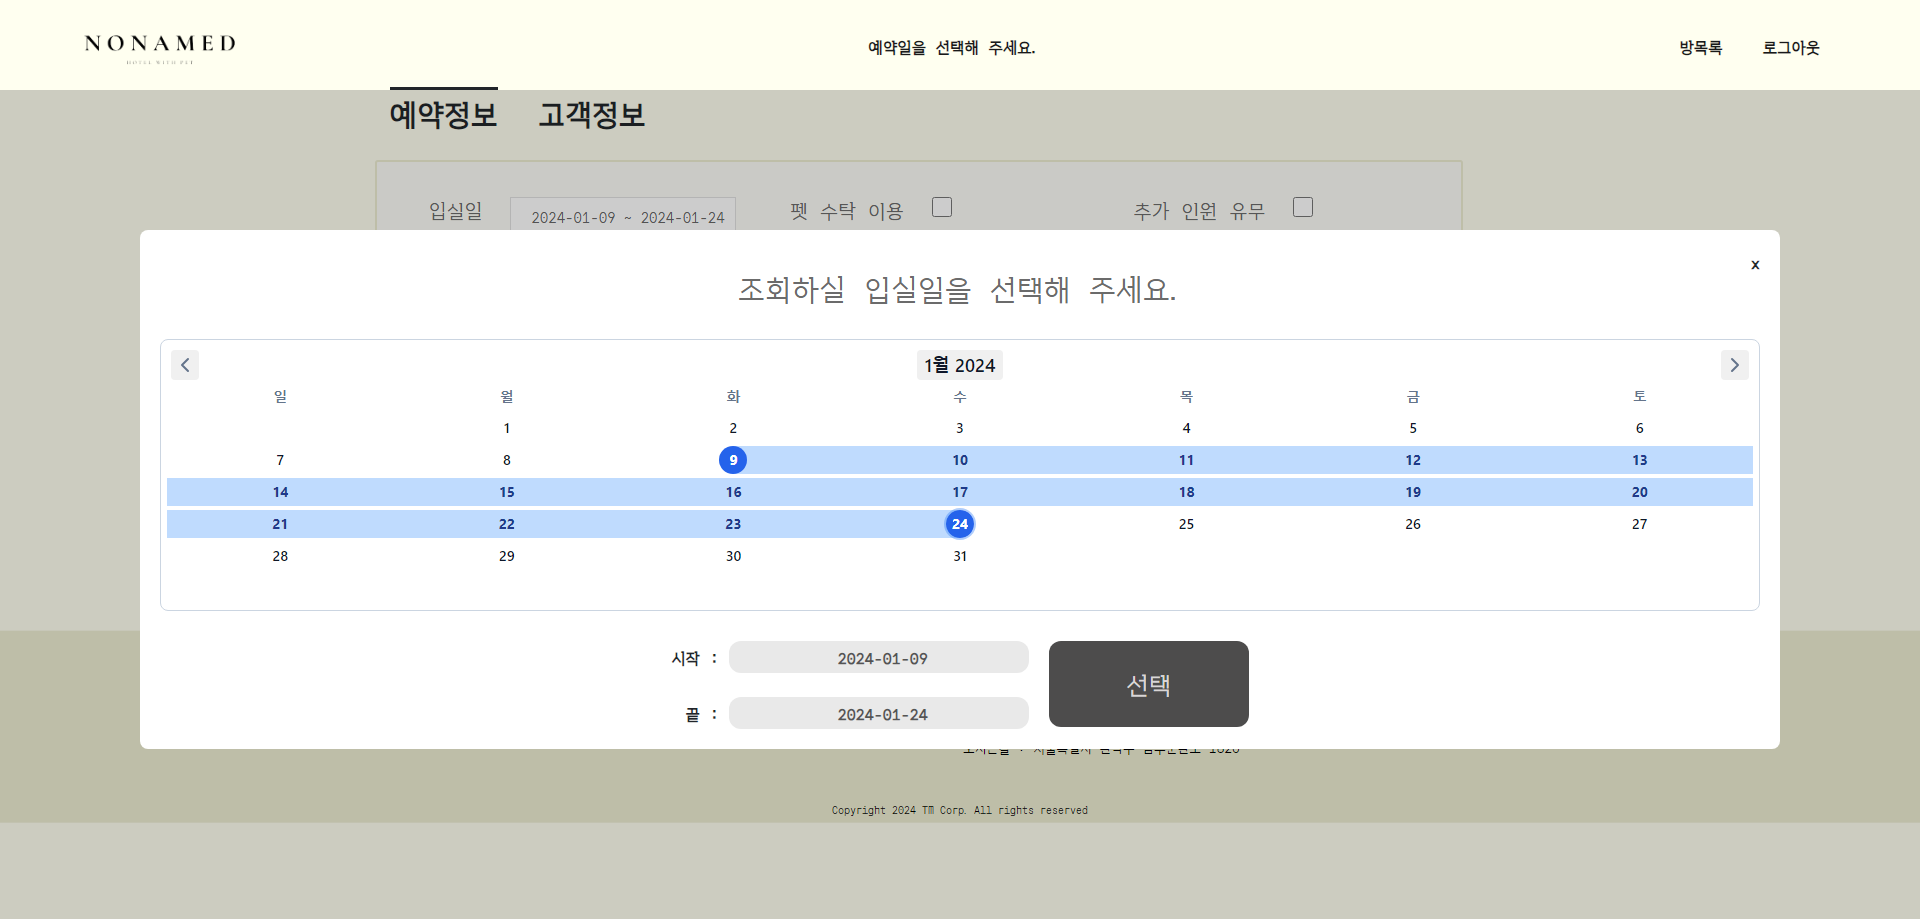 NONAMED
HOTEL WITH PET
예약일을 선택해 주세요.
방목록 로그아웃
예약정보 고객정보
입실일 2024-01-09 ~ 2024-01-24 펫 수탁 이용 추가 인원 유무
x
조회하실 입실일을 선택해 주세요.
1월 2024
일 월 화 수 목 금 토
1 2 3 4 5 6
7 8 9 10 11 12 13
14 15 16 17 18 19 20
21 22 23 24 25 26 27
28 29 30 31
시작 : 2024-01-09
선택
끝 : 2024-01-24
Copyright 2024 TM Corp. All rights reserved